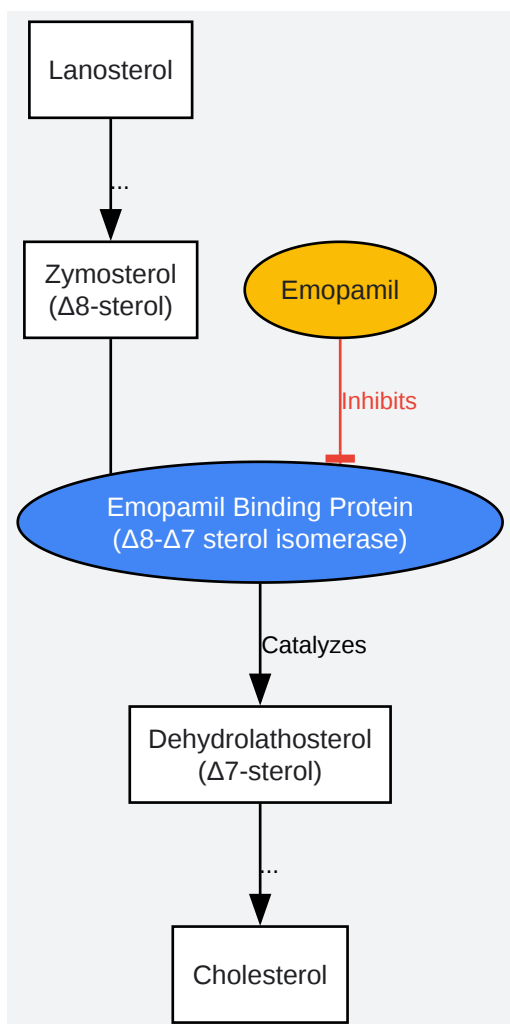 Lanosterol
...
Zymosterol
(Δ8-sterol)
Emopamil
Inhibits
Emopamil Binding Protein
(Δ8-Δ7 sterol isomerase)
Catalyzes
Dehydrolathosterol
(Δ7-sterol)
...
Cholesterol